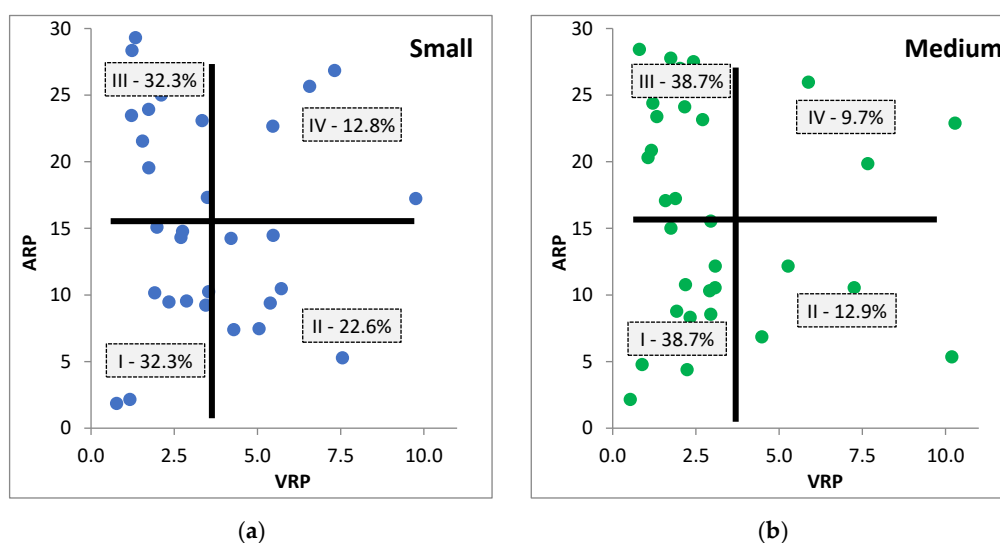 Small
III - 32.3%
IV - 12.8%
II - 22.6%
I - 32.3%
30
25
20
15
10
5
0
0.0 2.5 5.0 7.5 10.0
ARP
VRP
(a)
Medium
III - 38.7%
IV - 9.7%
II - 12.9%
I - 38.7%
30
25
20
15
10
5
0
0.0 2.5 5.0 7.5 10.0
ARP
VRP
(b)